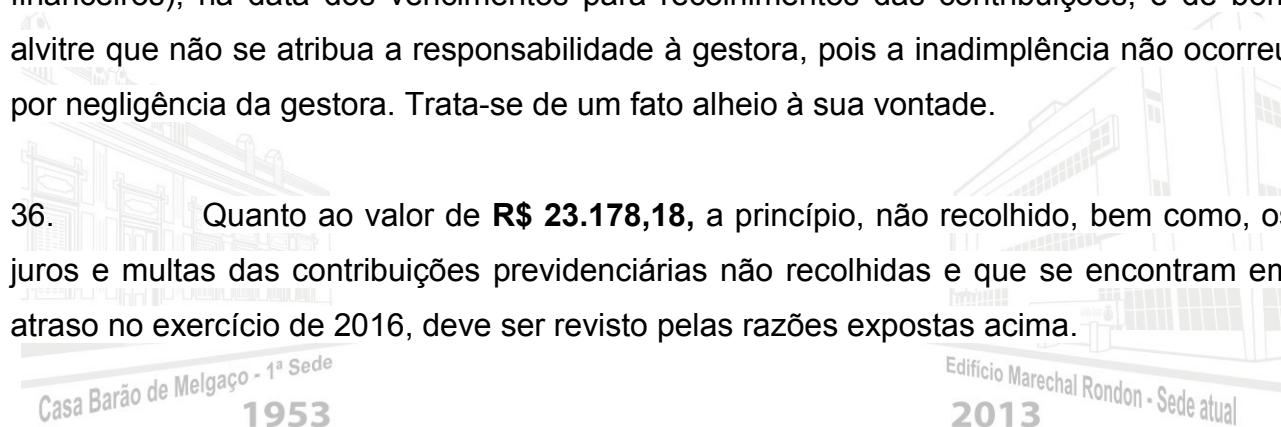 financeiros), na data dos vencimentos para recolhimentos das contribuições, é de bom
alvitre que não se atribua a responsabilidade à gestora, pois a inadimplência não ocorreu
por negligência da gestora. Trata-se de um fato alheio à sua vontade.
36. Quanto ao valor de R$ 23.178,18, a princípio, não recolhido, bem como, os
juros e multas das contribuições previdenciárias não recolhidas e que se encontram em
atraso no exercício de 2016, deve ser revisto pelas razões expostas acima.
Casa Barão de Melgaço - 1ª Sede
1953
Edifício Marechal Rondon - Sede atual
2013